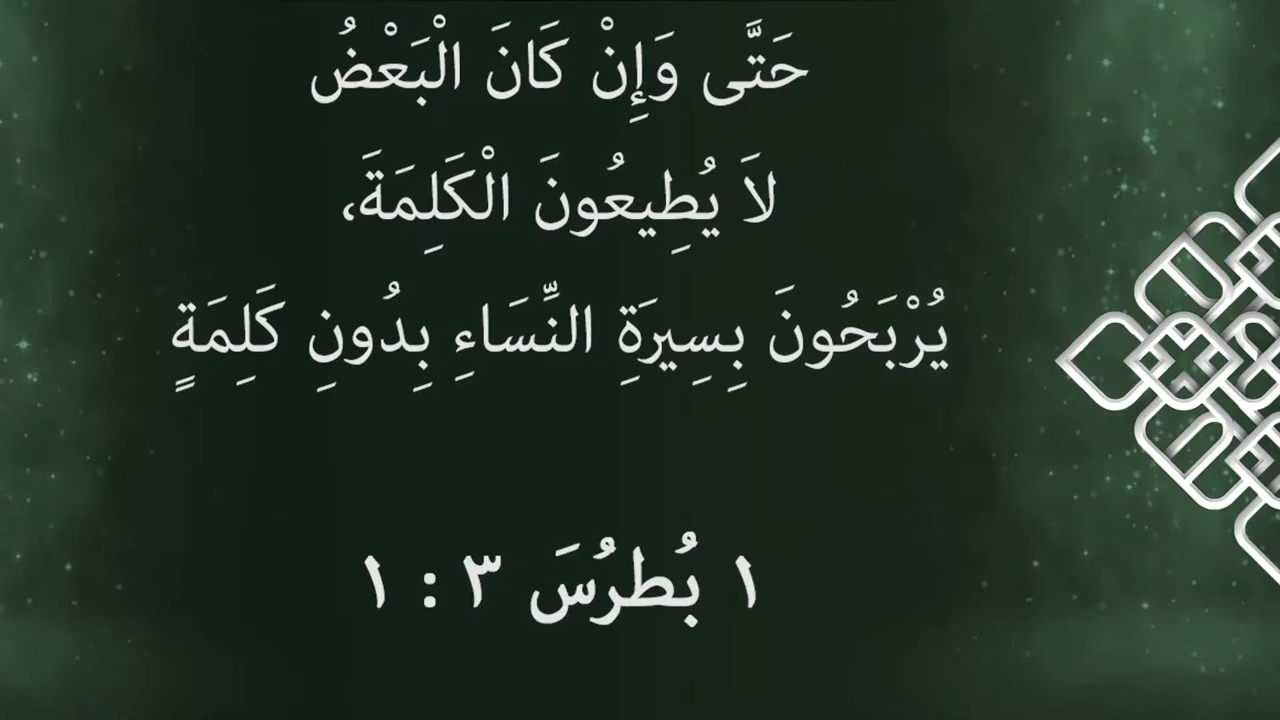 حَتَّى وَإِنْ كَانَ الْبَعْضُ
لاَ يُطِيعُونَ الْكَلِمَةَ،
يُرْبَحُونَ بِسِيرَةِ النِّسَاءِ بِدُونِ كَلِمَةٍ
١ بُطرُسَ ٣ : ١